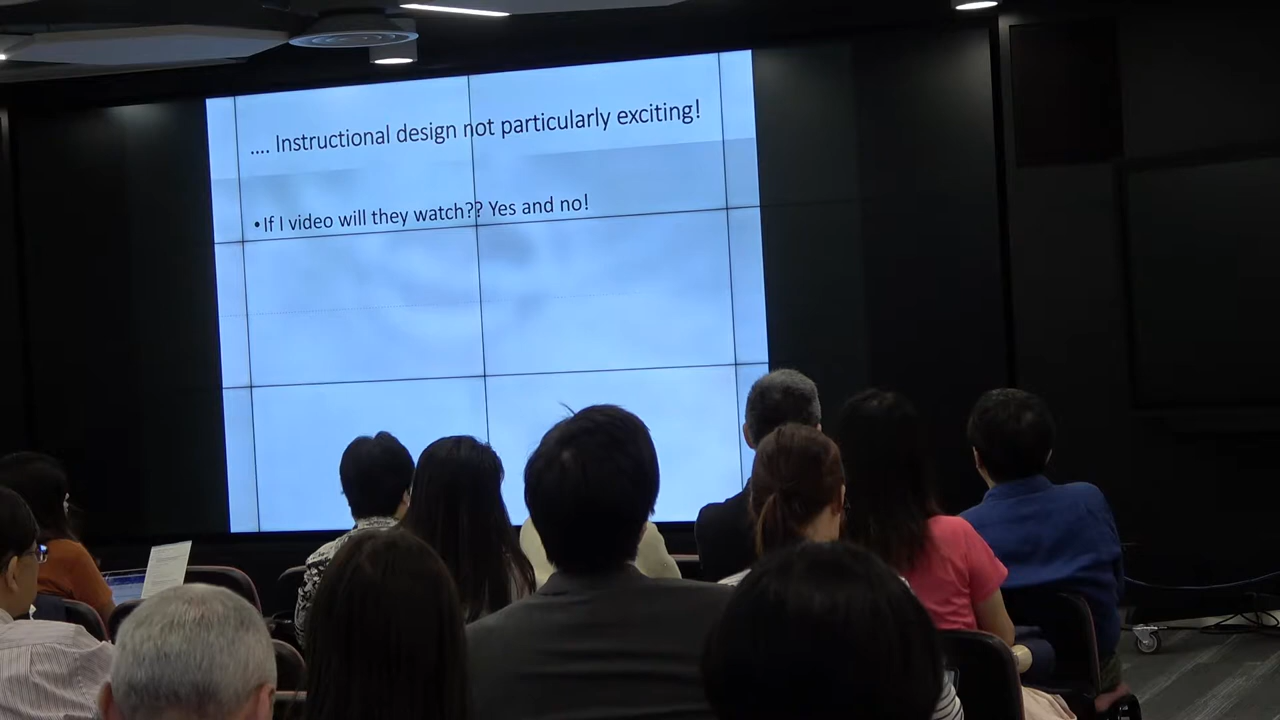 .... Instructional design not particularly exciting!
•If I video will they watch?? Yes and no!